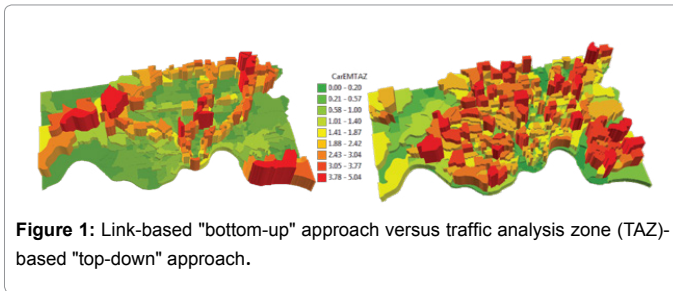 CarEMTAZ
0.00 - 0.20
0.21 - 0.57
0.58 - 1.00
1.01 - 1.40
1.41 - 1.87
1.88 - 2.42
2.43 - 3.04
3.05 - 3.77
3.78 - 5.04
Figure 1: Link-based "bottom-up" approach versus traffic analysis zone (TAZ)-
based "top-down" approach.